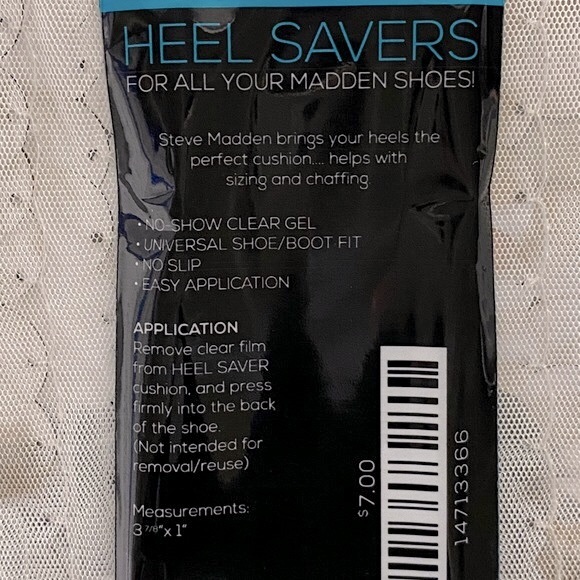 HEEL SAVERS
FOR ALL YOUR MADDEN SHOES!
Steve Madden brings your heels the
perfect cushion.... helps with
sizing and chaffing.
• NO-SHOW CLEAR GEL
• UNIVERSAL SHOE/BOOT FIT
• NO SLIP
• EASY APPLICATION
APPLICATION
Remove clear film
from HEEL SAVER
cushion, and press
firmly into the back
of the shoe.
(Not intended for
removal/reuse)
Measurements:
3 7/8"x 1"
$7.00
14713366